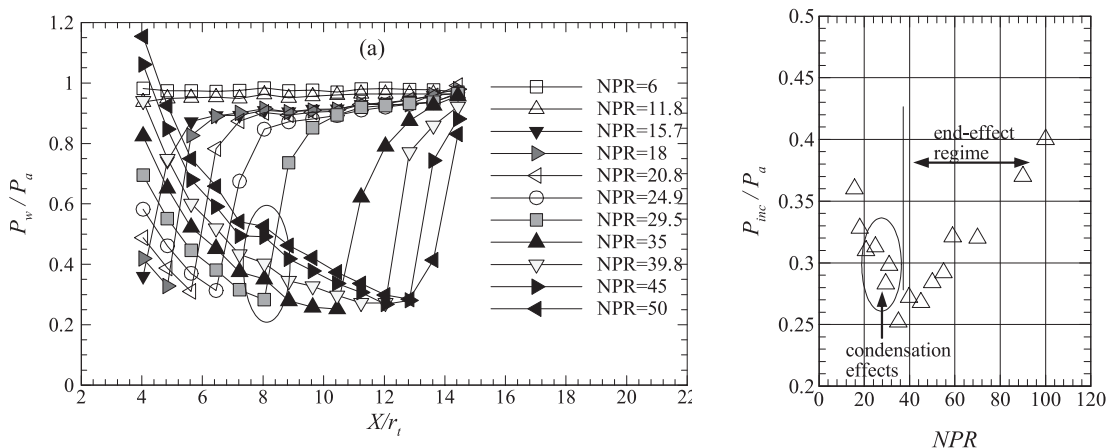 1.2
1
0.8
0.6
0.4
0.2
0
P_w / P_a
(a)
NPR=6
NPR=11.8
NPR=15.7
NPR=18
NPR=20.8
NPR=24.9
NPR=29.5
NPR=35
NPR=39.8
NPR=45
NPR=50
2 4 6 8 10 12 14 16 18 20 22
X/r_t
0.5
0.45
0.4
0.35
0.3
0.25
0.2
P_inc / P_a
end-effect
regime
condensation
effects
0 20 40 60 80 100 120
NPR